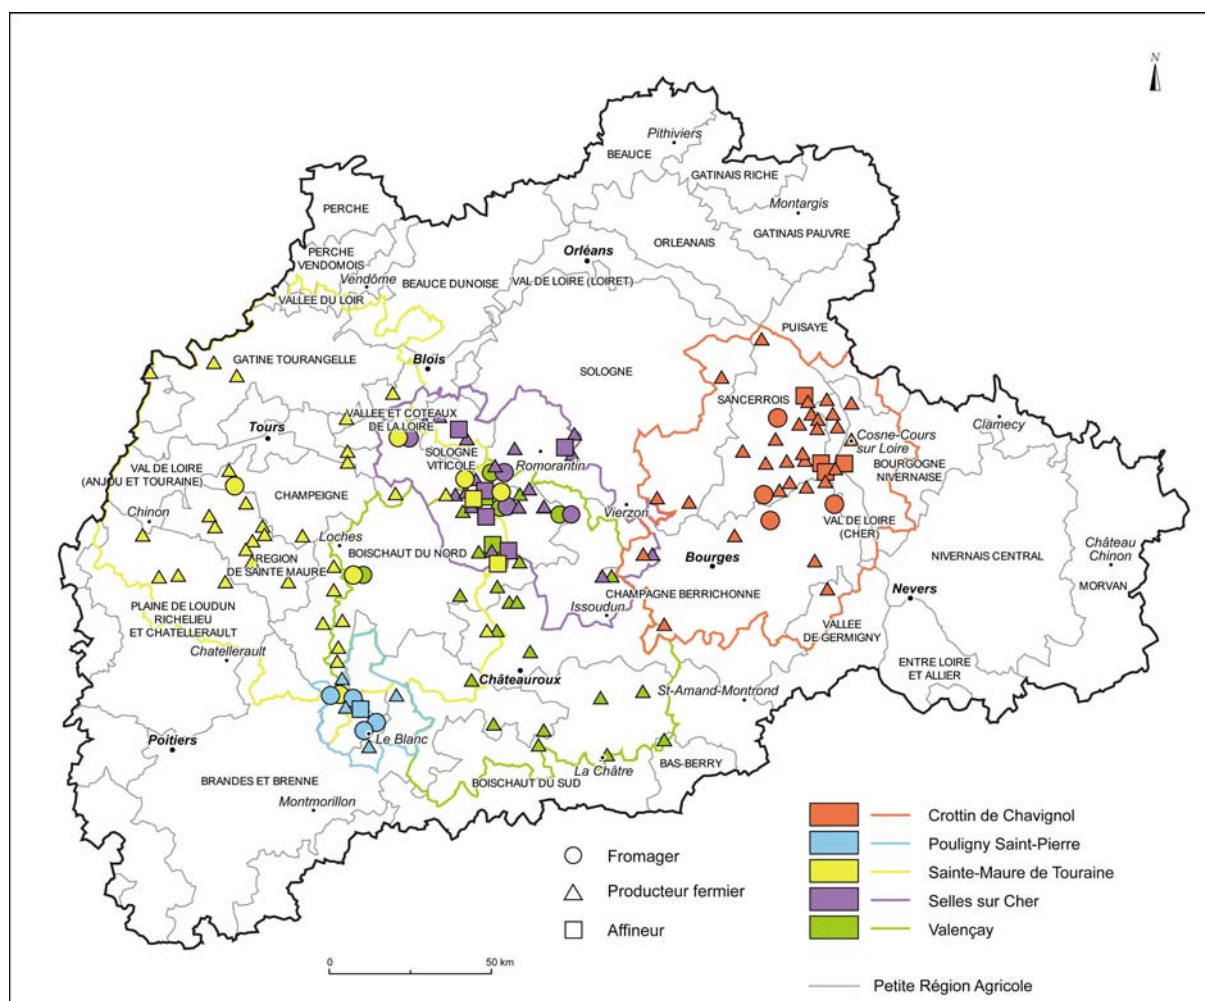 N
Pithiviers
BEAUCE
GATINAIS RICHE
PERCHE
Montargis
GATINAIS PAUVRE
ORLEANAIS
Orléans
PERCHE
VENDOMOIS
Vendôme
BEAUCE DUNOISE
VAL DE LOIRE (LOIRET)
VALLEE DU LOIR
PUISAYE
GATINE TOURANGELLE
Blois
SOLOGNE
SANCERROIS
VALLEE ET COTEAUX
DE LA LOIRE
Clamecy
Tours
SOLOGNE
VITICOLE
Romorantin
Cosne-Cours
sur Loire
BOURGOGNE
NIVERNAISE
VAL DE LOIRE
(ANJOU ET TOURAINE)
CHAMPEIGNE
Chinon
Vierzon
VAL DE LOIRE
(CHER)
Loches
BOISCHAUT DU NORD
Bourges
NIVERNAIS CENTRAL
Château
Chinon
REGION
DE SAINTE MAURE
MORVAN
Issoudun
CHAMPAGNE BERRICHONNE
Nevers
PLAINE DE LOUDUN
RICHELIEU
ET CHATELLERAULT
VALLEE
DE GERMIGNY
Chatellerault
ENTRE LOIRE
ET ALLIER
Châteauroux
St-Amand-Montrond
Poitiers
Le Blanc
La Châtre
BAS-BERRY
BRANDES ET BRENNE
BOISCHAUT DU SUD
Montmorillon
Fromager
Producteur fermier
Affineur
0
50 km
Crottin de Chavignol
Pouligny Saint-Pierre
Sainte-Maure de Touraine
Selles sur Cher
Valençay
Petite Région Agricole